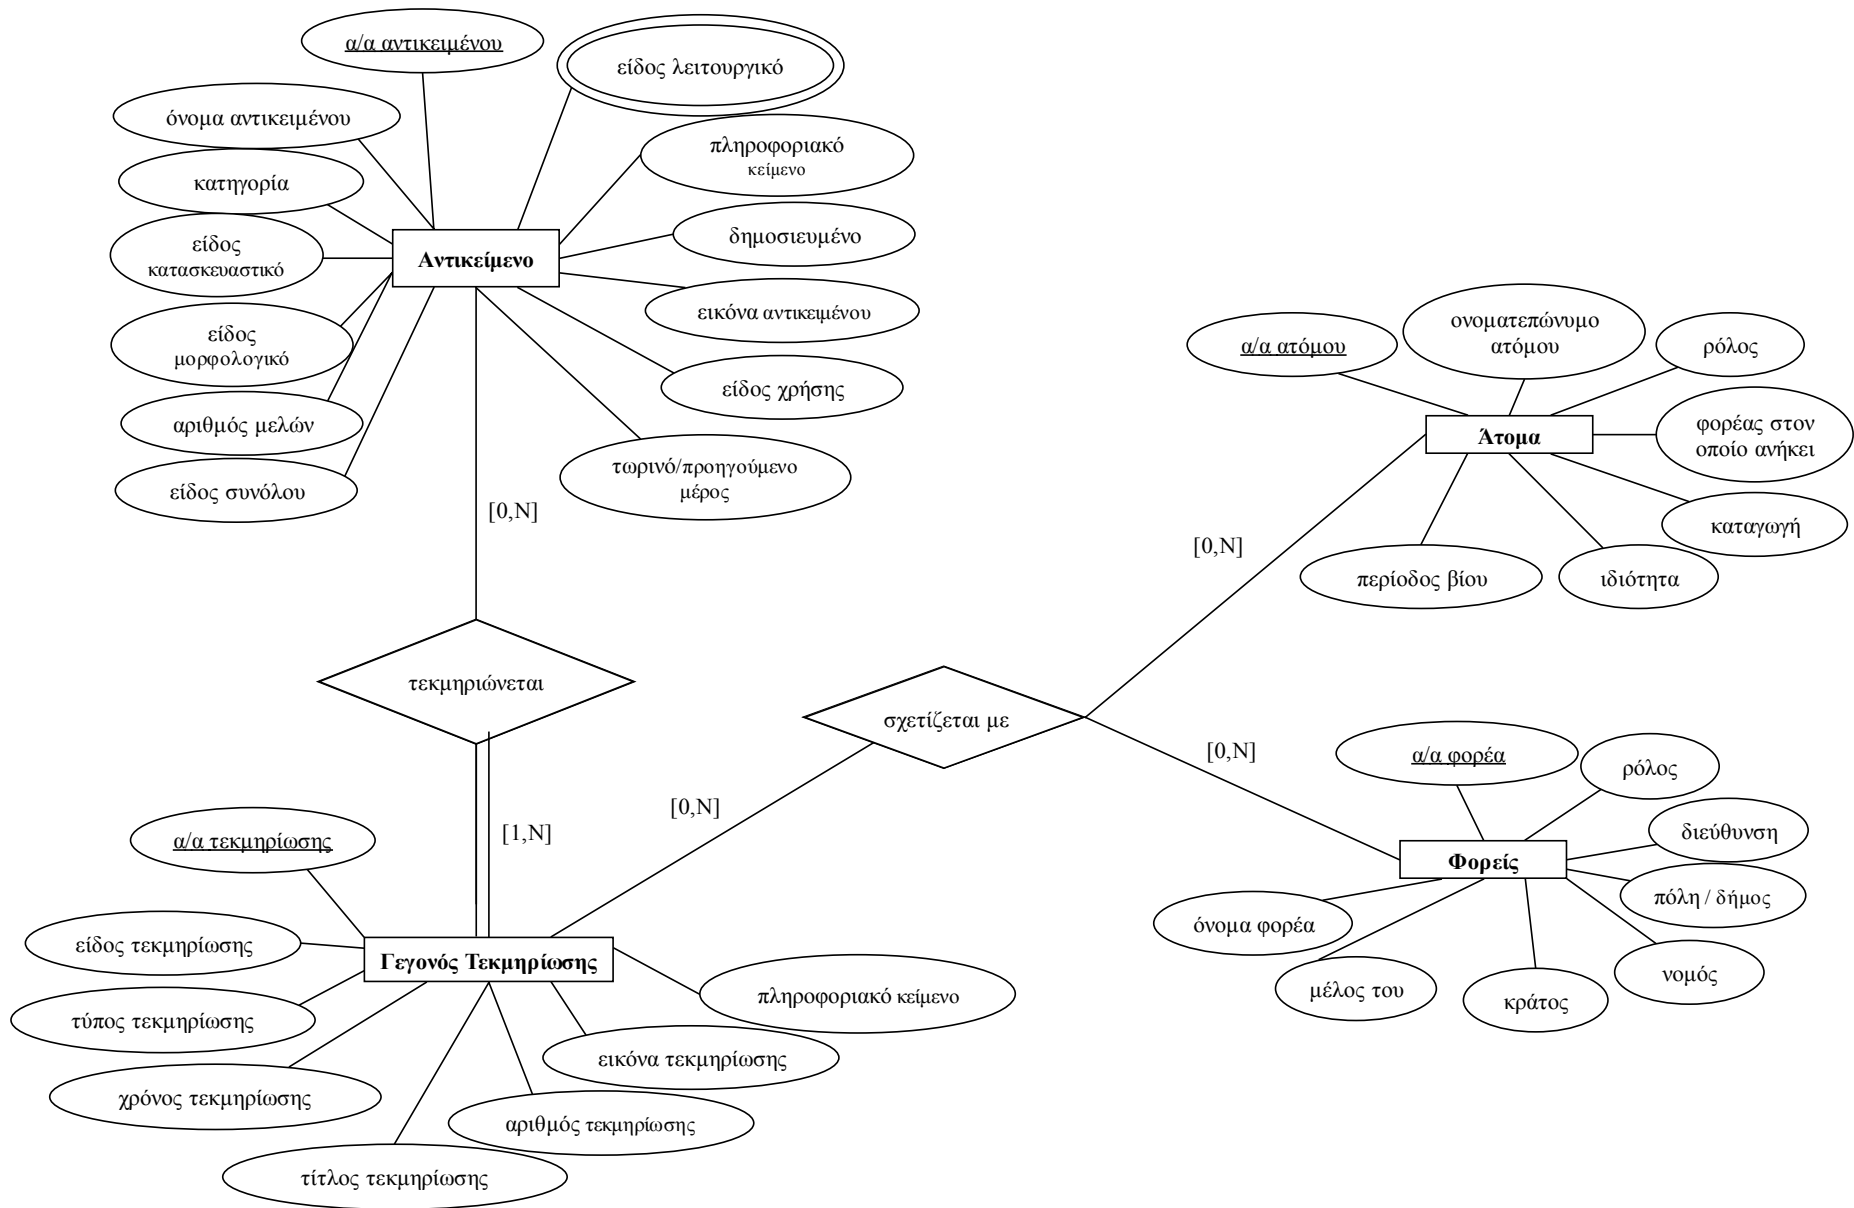 α/α αντικειμένου
είδος λειτουργικό
όνομα αντικειμένου
πληροφοριακό
κείμενο
κατηγορία
είδος
κατασκευαστικό
δημοσιευμένο
Αντικείμενο
εικόνα αντικειμένου
είδος
μορφολογικό
είδος χρήσης
αριθμός μελών
τωρινό/προηγούμενο
μέρος
είδος συνόλου
[0,N]
α/α ατόμου
ονοματεπώνυμο
ατόμου
ρόλος
Άτομα
φορέας στον
οποίο ανήκει
καταγωγή
περίοδος βίου
ιδιότητα
[0,N]
τεκμηριώνεται
σχετίζεται με
[0,N]
[0,N]
[1,N]
α/α φορέα
ρόλος
διεύθυνση
Φορείς
πόλη / δήμος
όνομα φορέα
νομός
μέλος του
κράτος
α/α τεκμηρίωσης
είδος τεκμηρίωσης
Γεγονός Τεκμηρίωσης
πληροφοριακό κείμενο
τύπος τεκμηρίωσης
εικόνα τεκμηρίωσης
χρόνος τεκμηρίωσης
αριθμός τεκμηρίωσης
τίτλος τεκμηρίωσης